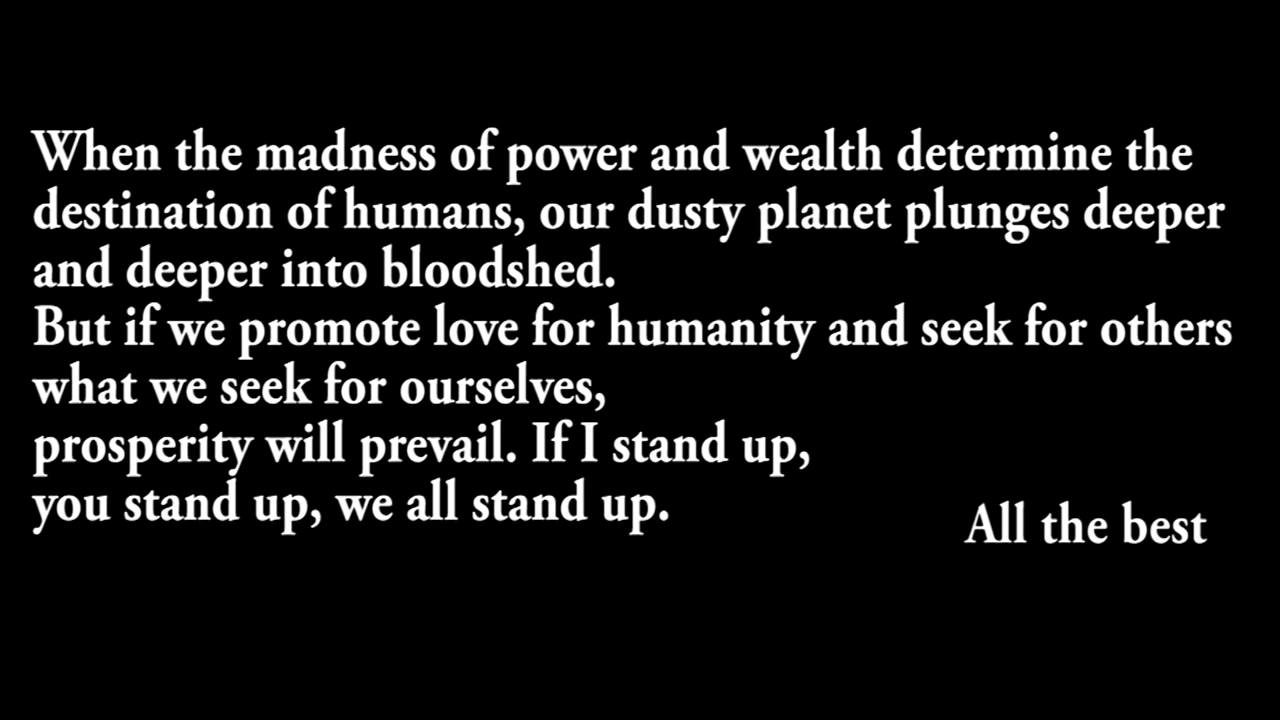 When the madness of power and wealth determine the
destination of humans, our dusty planet plunges deeper
and deeper into bloodshed.
But if we promote love for humanity and seek for others
what we seek for ourselves,
prosperity will prevail. If I stand up,
you stand up, we all stand up.
All the best